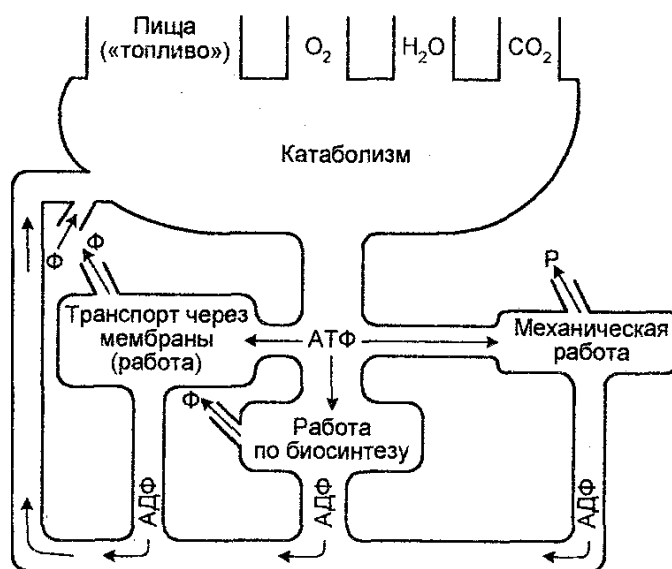 Пища
(«топливо»)
O₂
H₂O
CO₂
Катаболизм
Ф
Ф
Р
Транспорт через
мембраны
(работа)
АТФ
Механическая
работа
Ф
Работа
по биосинтезу
АДФ
АДФ
АДФ